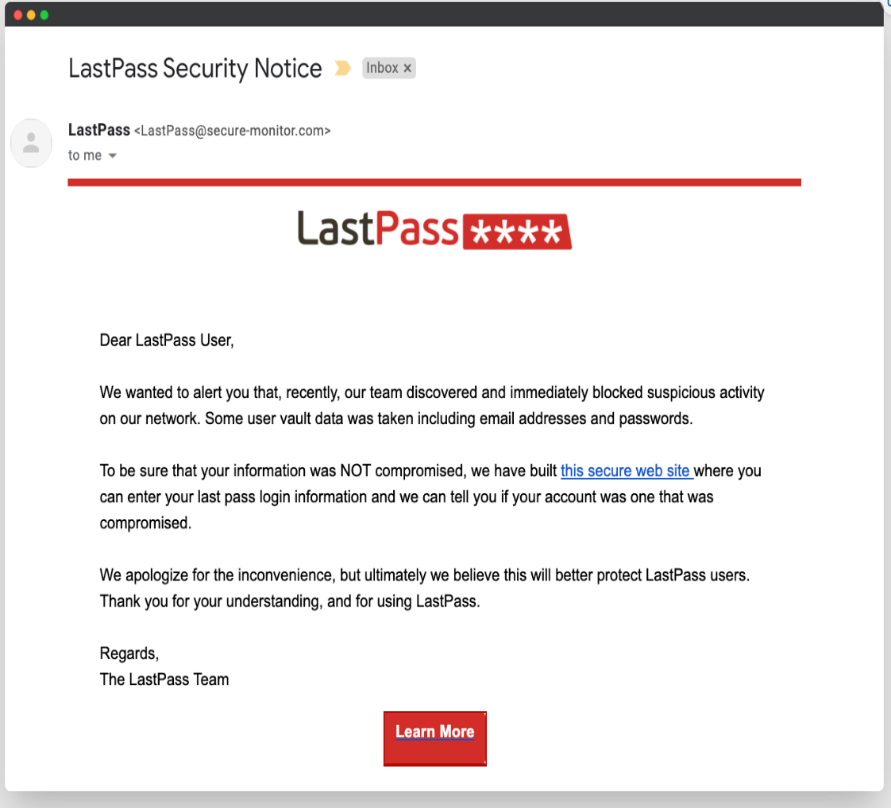 LastPass Security Notice Inbox ×
LastPass <LastPass@secure-monitor.com>
to me
LastPass ****
Dear LastPass User,
We wanted to alert you that, recently, our team discovered and immediately blocked suspicious activity
on our network. Some user vault data was taken including email addresses and passwords.
To be sure that your information was NOT compromised, we have built this secure web site where you
can enter your last pass login information and we can tell you if your account was one that was
compromised.
We apologize for the inconvenience, but ultimately we believe this will better protect LastPass users.
Thank you for your understanding, and for using LastPass.
Regards,
The LastPass Team
Learn More